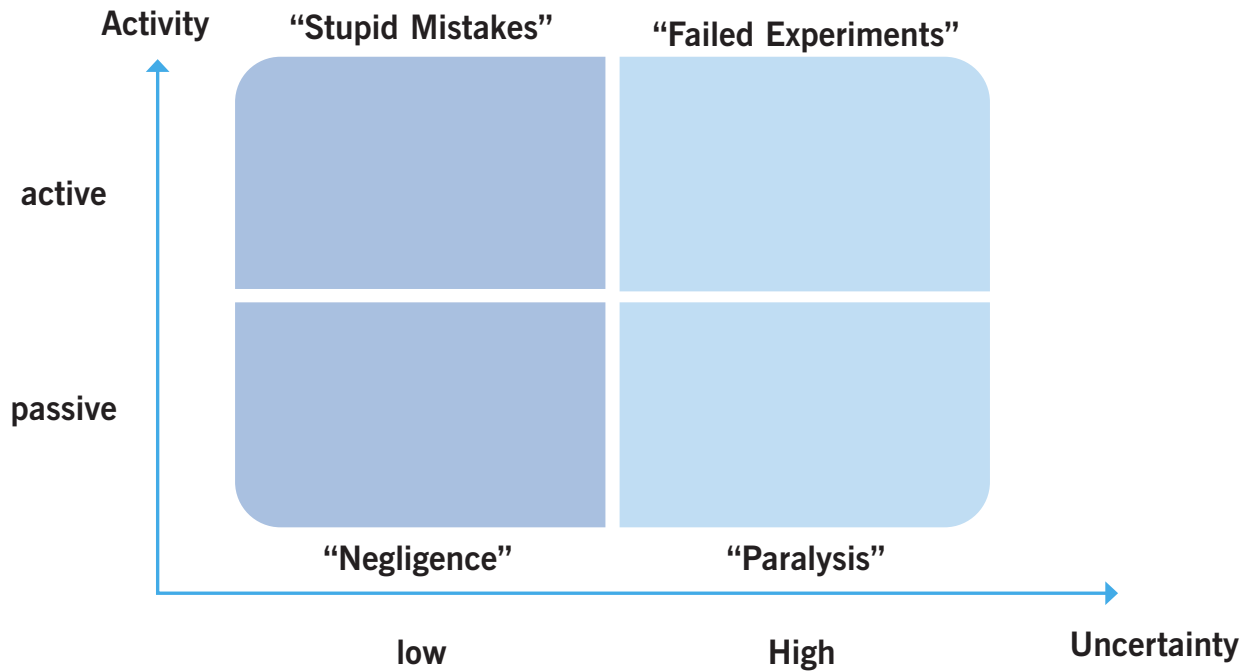 Activity
“Stupid Mistakes”
“Failed Experiments”
active
passive
“Negligence”
“Paralysis”
low
High
Uncertainty